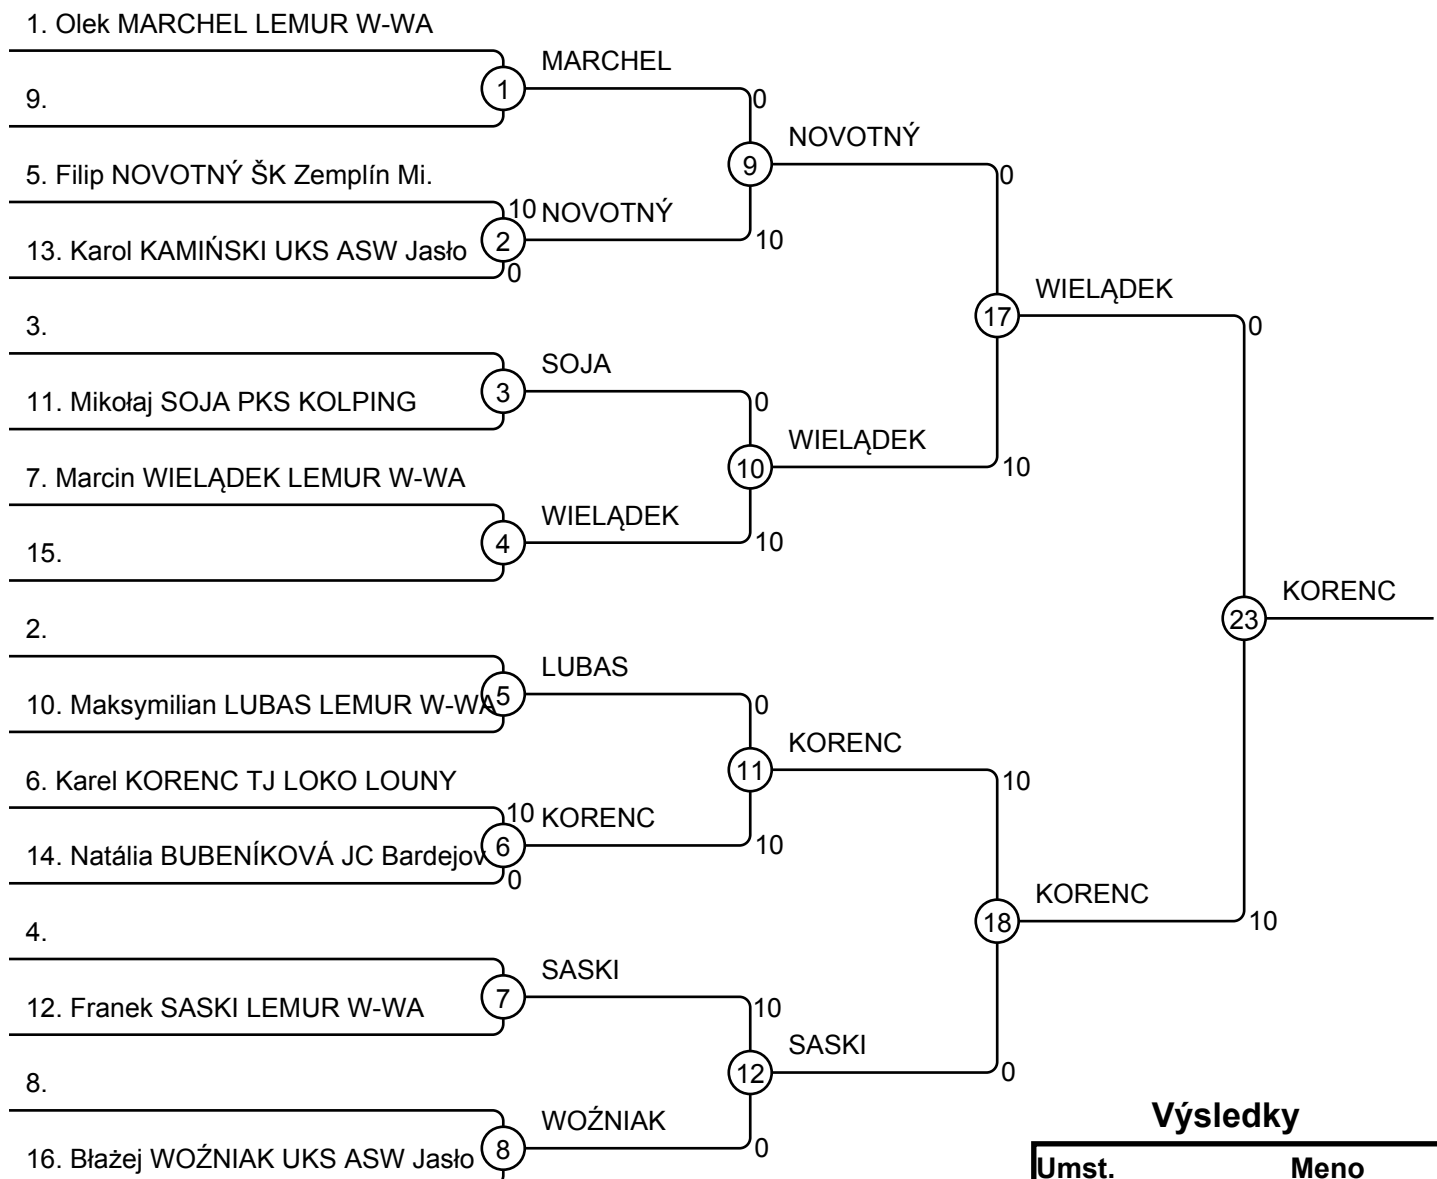 1. Olek MARCHEL LEMUR W-WA
MARCHEL
1
9.
0
NOVOTNÝ
9
0
5. Filip NOVOTNÝ ŠK Zemplín Mi.
10 NOVOTNÝ
2
10
13. Karol KAMIŃSKI UKS ASW Jasło
0
WIELĄDEK
17
0
3.
SOJA
3
11. Mikołaj SOJA PKS KOLPING
0
WIELĄDEK
10
10
7. Marcin WIELĄDEK LEMUR W-WA
WIELĄDEK
4
10
15.
KORENC
23
2.
LUBAS
5
10. Maksymilian LUBAS LEMUR W-WA
0
KORENC
11
10
6. Karel KORENC TJ LOKO LOUNY
10 KORENC
6
10
14. Natália BUBENÍKOVÁ JC Bardejov
0
KORENC
18
10
4.
SASKI
7
12. Franek SASKI LEMUR W-WA
10
SASKI
12
0
8.
WOŹNIAK
8
0
16. Błażej WOŹNIAK UKS ASW Jasło
Výsledky
Umst. Meno